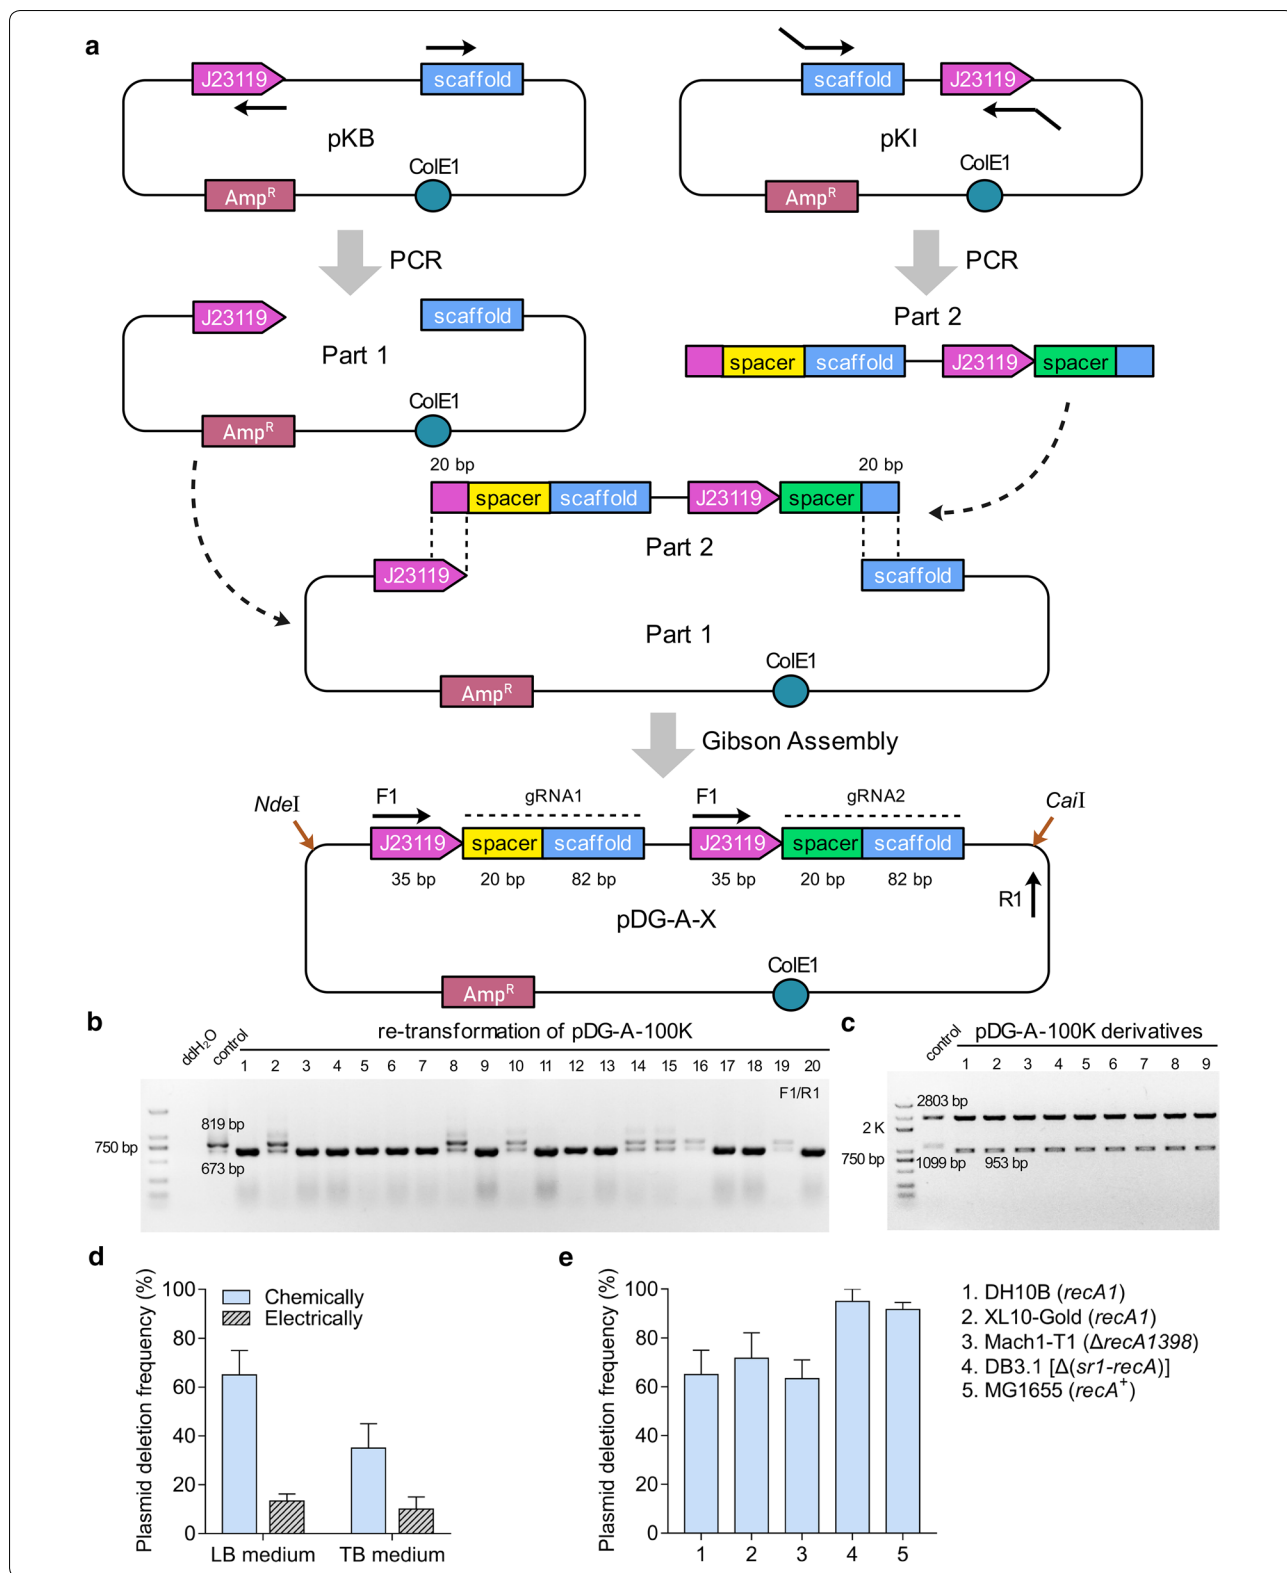 a
J23119 scaffold
pKB
Amp^R
ColE1
scaffold J23119
pKI
Amp^R
ColE1
PCR
PCR
J23119 scaffold
Part 1
Amp^R
ColE1
Part 2
spacer scaffold J23119 spacer
20 bp 20 bp
spacer scaffold J23119 spacer
Part 2
J23119 scaffold
Part 1
Amp^R
ColE1
Gibson Assembly
NdeI F1 gRNA1 F1 gRNA2 CaiI
J23119 spacer scaffold J23119 spacer scaffold
35 bp 20 bp 82 bp 35 bp 20 bp 82 bp
R1
pDG-A-X
Amp^R
ColE1
b
re-transformation of pDG-A-100K
ddH₂O control 1 2 3 4 5 6 7 8 9 10 11 12 13 14 15 16 17 18 19 20
F1/R1
819 bp
750 bp
673 bp
c
pDG-A-100K derivatives
control 1 2 3 4 5 6 7 8 9
2803 bp
2 K
750 bp
1099 bp 953 bp
d
Plasmid deletion frequency (%)
100
80
60
40
20
0
Chemically
Electrically
LB medium TB medium
e
Plasmid deletion frequency (%)
100
80
60
40
20
0
1 2 3 4 5
1. DH10B (recA1)
2. XL10-Gold (recA1)
3. Mach1-T1 (ΔrecA1398)
4. DB3.1 [Δ(sr1-recA)]
5. MG1655 (recA⁺)